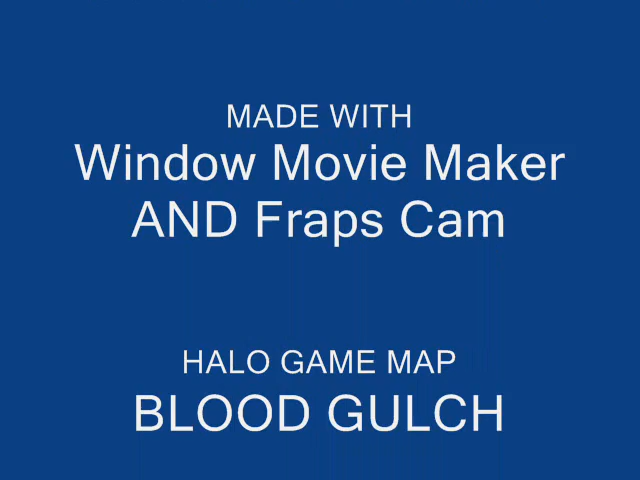 MADE WITH
Window Movie Maker
AND Fraps Cam
HALO GAME MAP
BLOOD GULCH